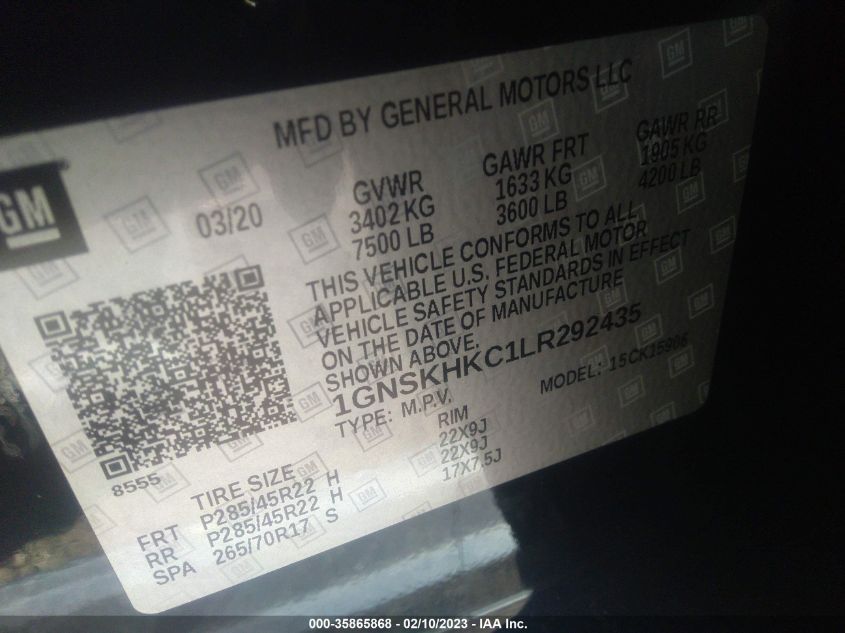 MFD BY GENERAL MOTORS LLC
GM
03/20
GVWR
3402 KG
7500 LB
GAWR FRT
1633 KG
3600 LB
GAWR RR
1905 KG
4200 LB
THIS VEHICLE CONFORMS TO ALL
APPLICABLE U.S. FEDERAL MOTOR
VEHICLE SAFETY STANDARDS IN EFFECT
ON THE DATE OF MANUFACTURE
SHOWN ABOVE.
1GNSKHKC1LR292435
TYPE: M.P.V.
MODEL: 15CK15906
8555
TIRE SIZE
RIM
FRT P285/45R22 H 22X9J
RR P285/45R22 H 22X9J
SPA 265/70R17 S 17X7.5J
000-35865868 - 02/10/2023 - IAA Inc.